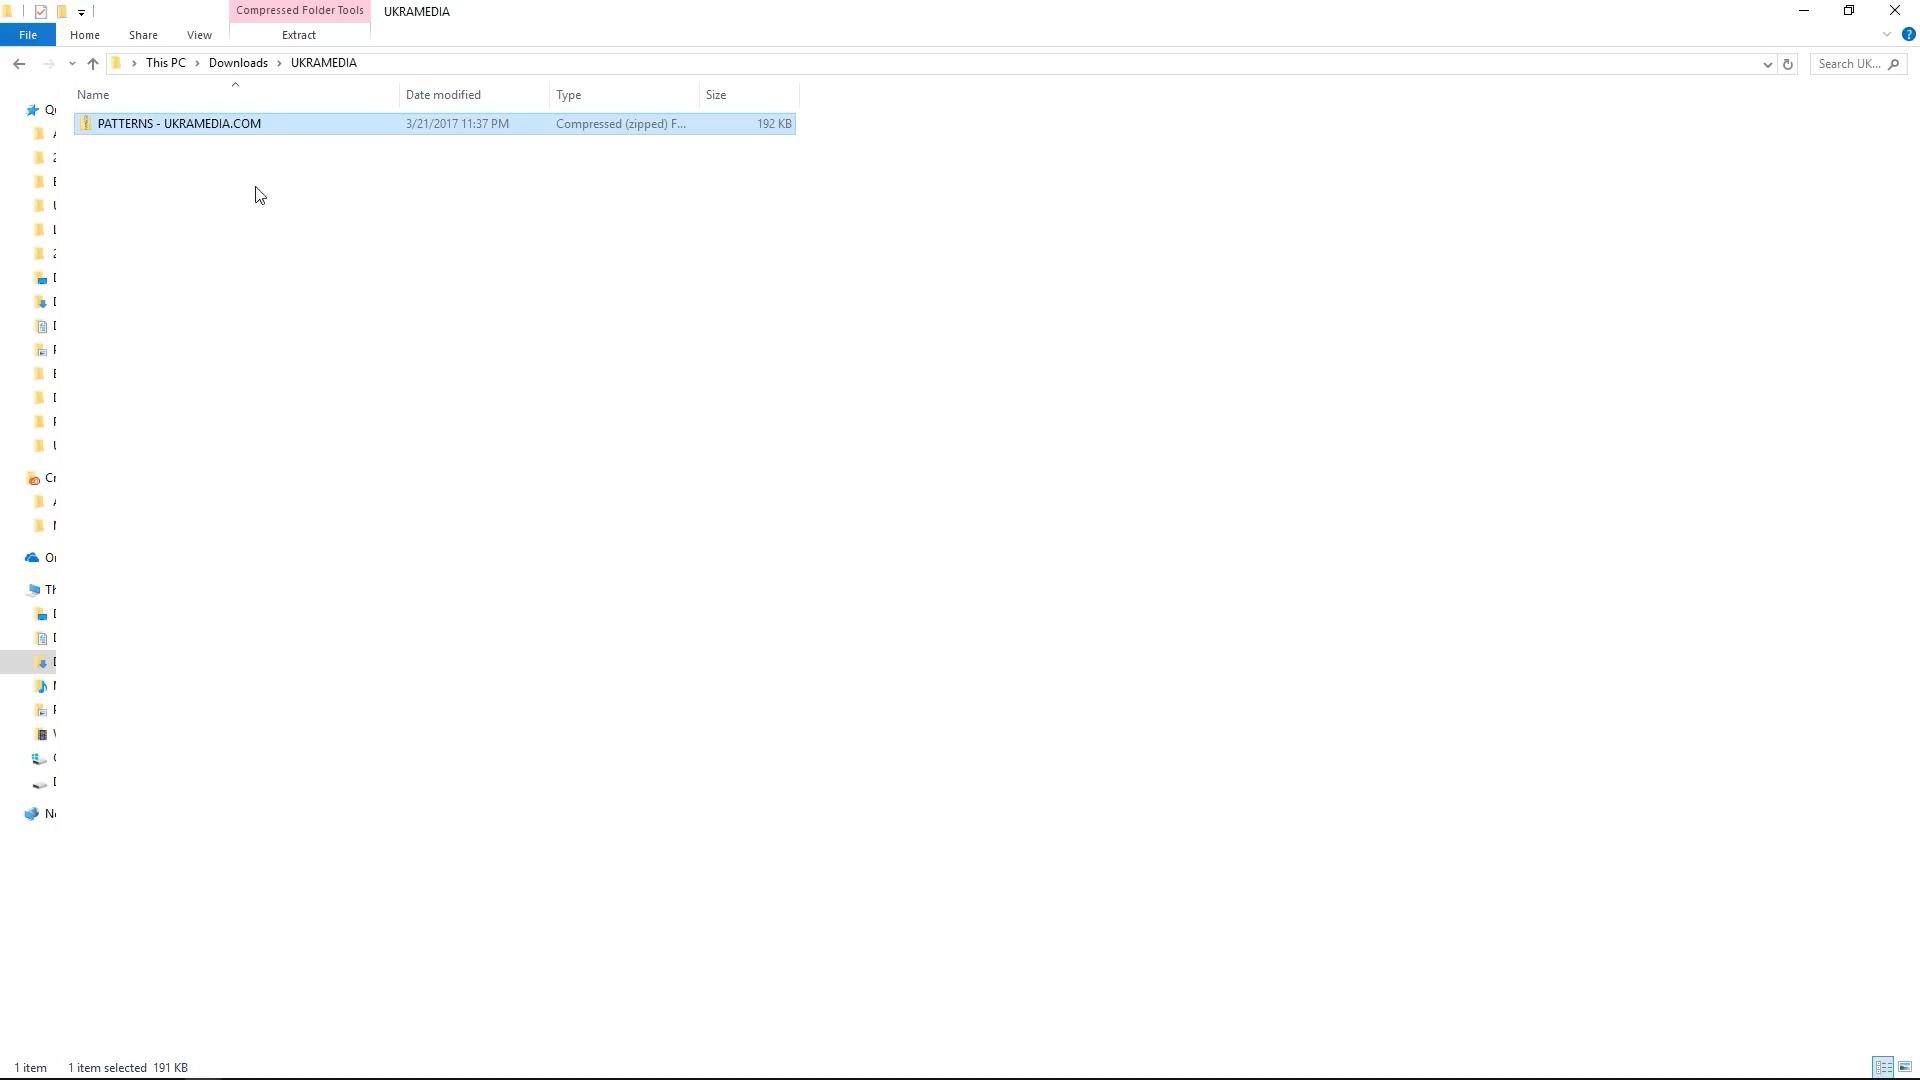 Compressed Folder Tools
UKRAMEDIA
File
Home
Share
View
Extract
This PC
Downloads
UKRAMEDIA
Search UK...
Name
Date modified
Type
Size
PATTERNS - UKRAMEDIA.COM
3/21/2017 11:37 PM
Compressed (zipped) F...
192 KB
1 item
1 item selected 191 KB